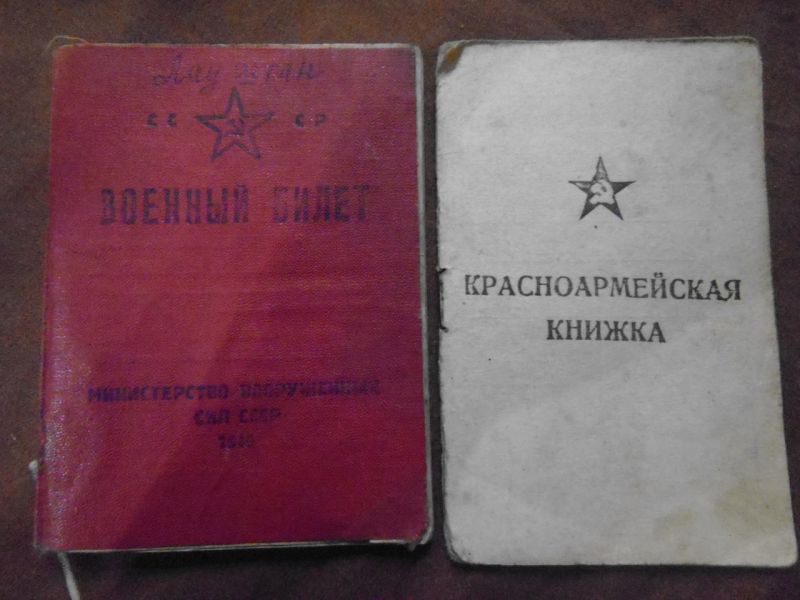 СС СР
ВОЕННЫЙ БИЛЕТ
МИНИСТЕРСТВО ВООРУЖЕННЫХ
СИЛ СССР
КРАСНОАРМЕЙСКАЯ
КНИЖКА